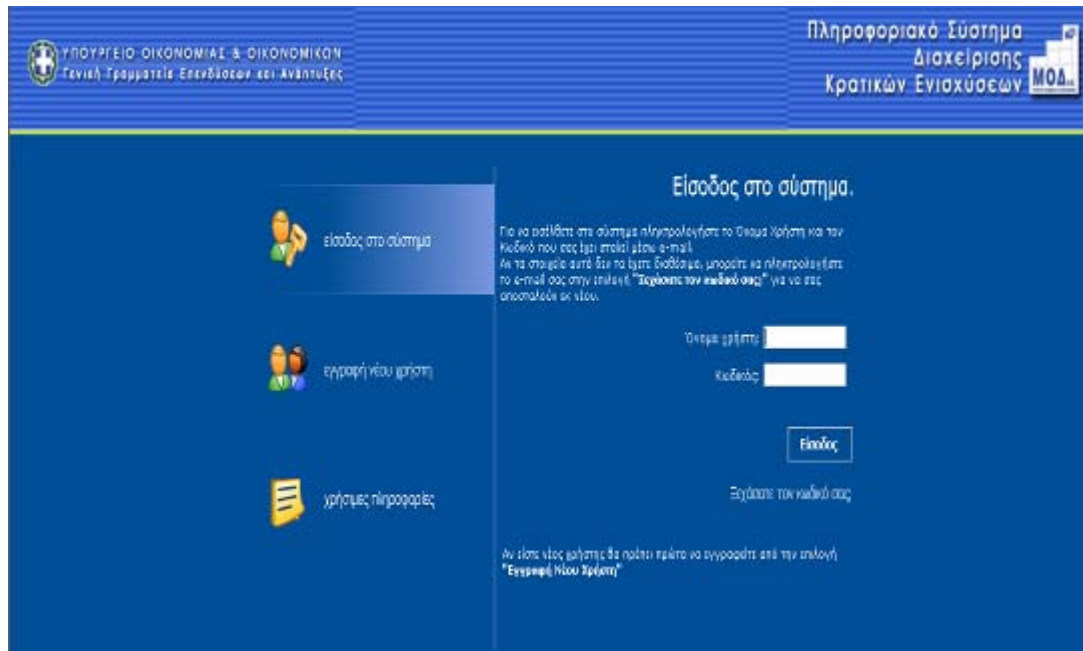 ΥΠΟΥΡΓΕΙΟ ΟΙΚΟΝΟΜΙΑΣ & ΟΙΚΟΝΟΜΙΚΩΝ
Γενική Γραμματεία Επενδύσεων και Ανάπτυξης
Πληροφοριακό Σύστημα
Διαχείρισης
Κρατικών Ενισχύσεων
ΜΟΔ
είσοδος στο σύστημα
εγγραφή νέου χρήστη
χρήσιμες πληροφορίες
Είσοδος στο σύστημα.
Για να εισέλθετε στο σύστημα πληκτρολογήστε το Όνομα Χρήστη και τον
Κωδικό που σας έχει σταλεί μέσω e-mail.
Αν τα στοιχεία αυτά δεν τα έχετε διαθέσιμα, μπορείτε να πληκτρολογήστε
το e-mail σας στην επιλογή "Ξεχάσατε τον κωδικό σας;" για να σας
αποσταλούν εκ νέου.
Όνομα χρήστη:
Κωδικός:
Είσοδος
Ξεχάσατε τον κωδικό σας;
Αν είστε νέος χρήστης θα πρέπει πρώτα να εγγραφείτε από την επιλογή
"Εγγραφή Νέου Χρήστη"